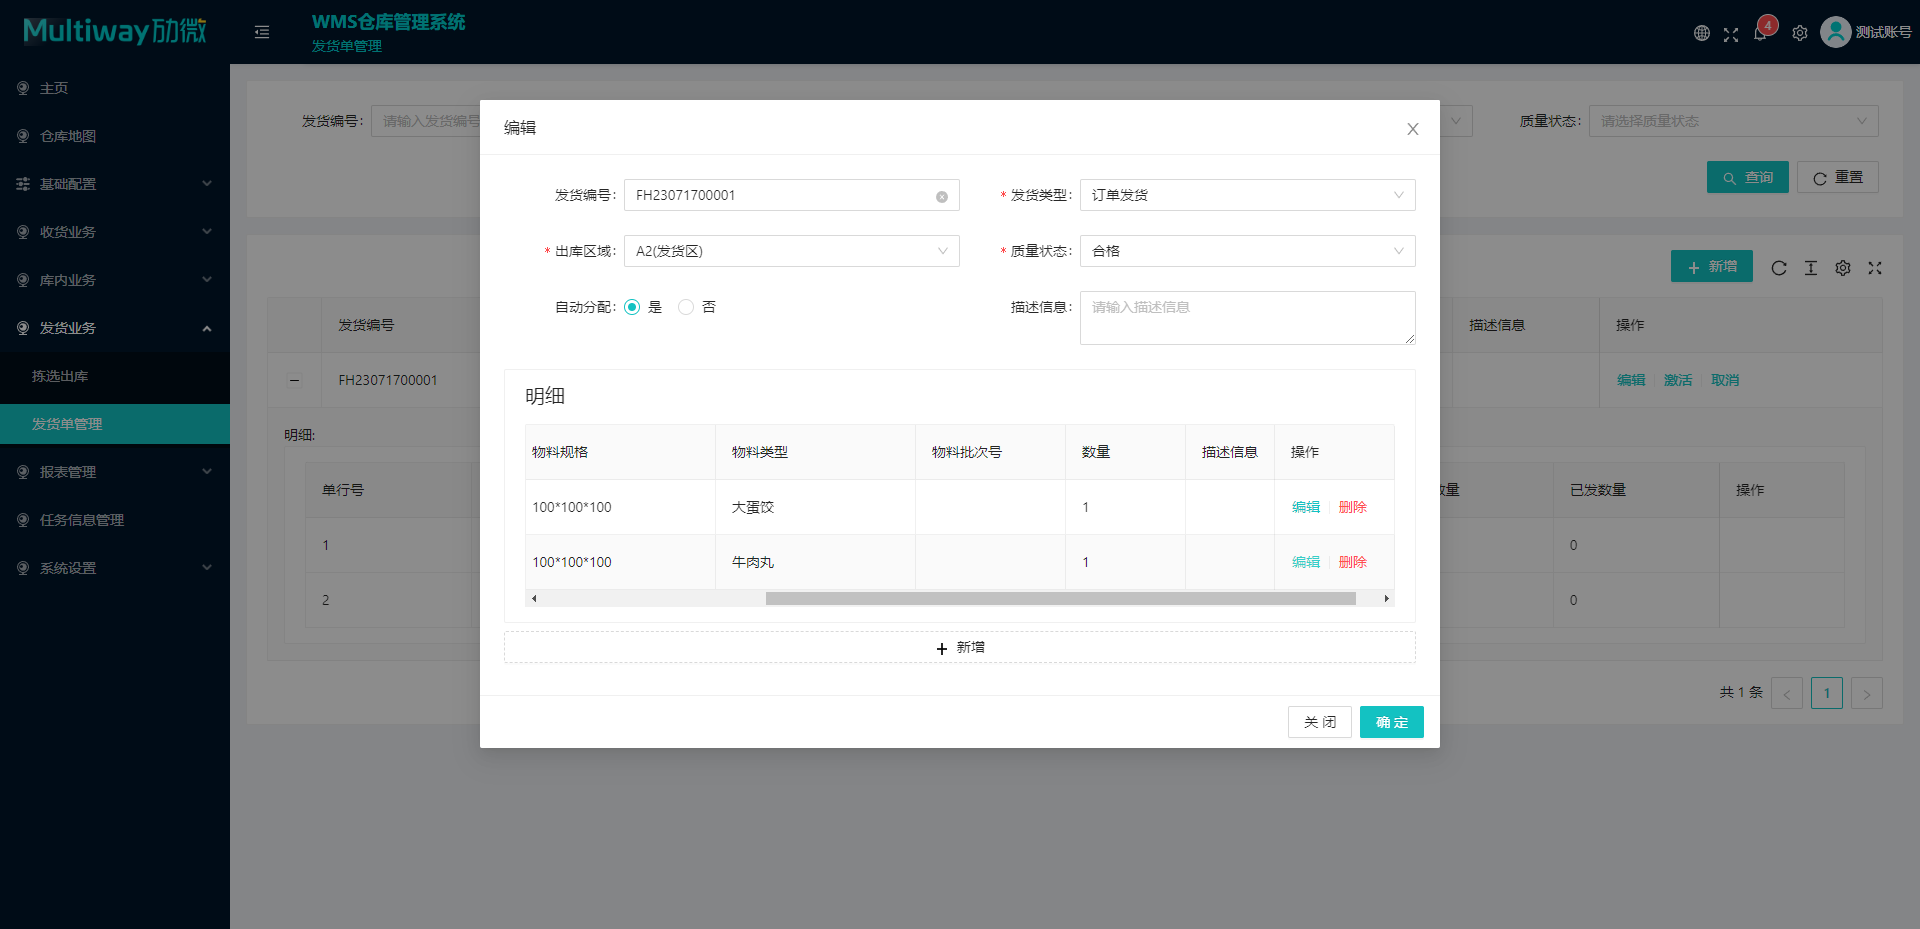 Multiway劢微
WMS仓库管理系统
发货单管理
4
测试账号
主页
仓库地图
基础配置
收货业务
库内业务
发货业务
拣选出库
发货单管理
报表管理
任务信息管理
系统设置
发货编号:
请输入发货编号
质量状态:
请选择质量状态
查询
重置
新增
发货编号
描述信息
操作
FH23071700001
编辑
激活
取消
明细:
单行号
数量
已发数量
操作
1
0
2
0
共 1 条
1
编辑
发货编号:
FH23071700001
* 发货类型:
订单发货
* 出库区域:
A2(发货区)
* 质量状态:
合格
自动分配:
是
否
描述信息:
请输入描述信息
明细
物料规格 物料类型 物料批次号 数量 描述信息 操作
100*100*100 大蛋饺 1 编辑 删除
100*100*100 牛肉丸 1 编辑 删除
新增
关 闭
确 定